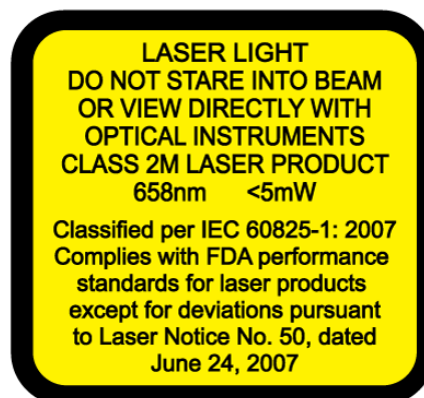 LASER LIGHT
DO NOT STARE INTO BEAM
OR VIEW DIRECTLY WITH
OPTICAL INSTRUMENTS
CLASS 2M LASER PRODUCT
658nm <5mW
Classified per IEC 60825-1: 2007
Complies with FDA performance
standards for laser products
except for deviations pursuant
to Laser Notice No. 50, dated
June 24, 2007